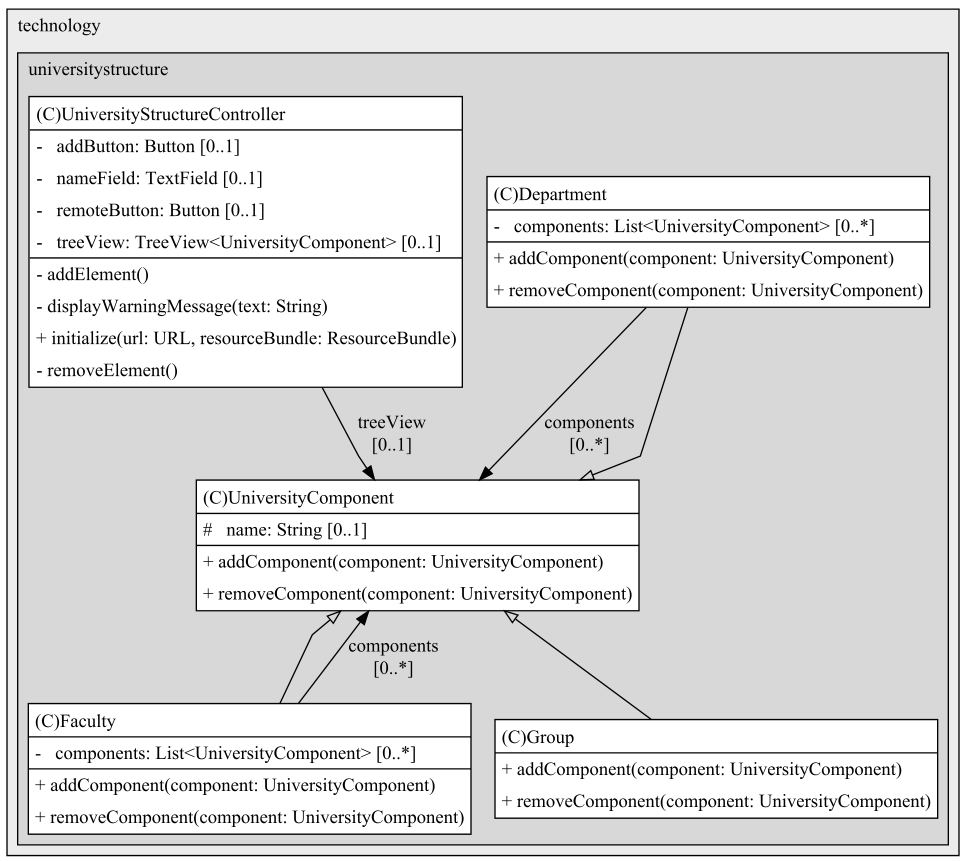 technology
universitystructure
(C)UniversityStructureController
- addButton: Button [0..1]
- nameField: TextField [0..1]
- remoteButton: Button [0..1]
- treeView: TreeView<UniversityComponent> [0..1]
- addElement()
- displayWarningMessage(text: String)
+ initialize(url: URL, resourceBundle: ResourceBundle)
- removeElement()
(C)Department
- components: List<UniversityComponent> [0..*]
+ addComponent(component: UniversityComponent)
+ removeComponent(component: UniversityComponent)
treeView
[0..1]
components
[0..*]
(C)UniversityComponent
# name: String [0..1]
+ addComponent(component: UniversityComponent)
+ removeComponent(component: UniversityComponent)
components
[0..*]
(C)Faculty
- components: List<UniversityComponent> [0..*]
+ addComponent(component: UniversityComponent)
+ removeComponent(component: UniversityComponent)
(C)Group
+ addComponent(component: UniversityComponent)
+ removeComponent(component: UniversityComponent)